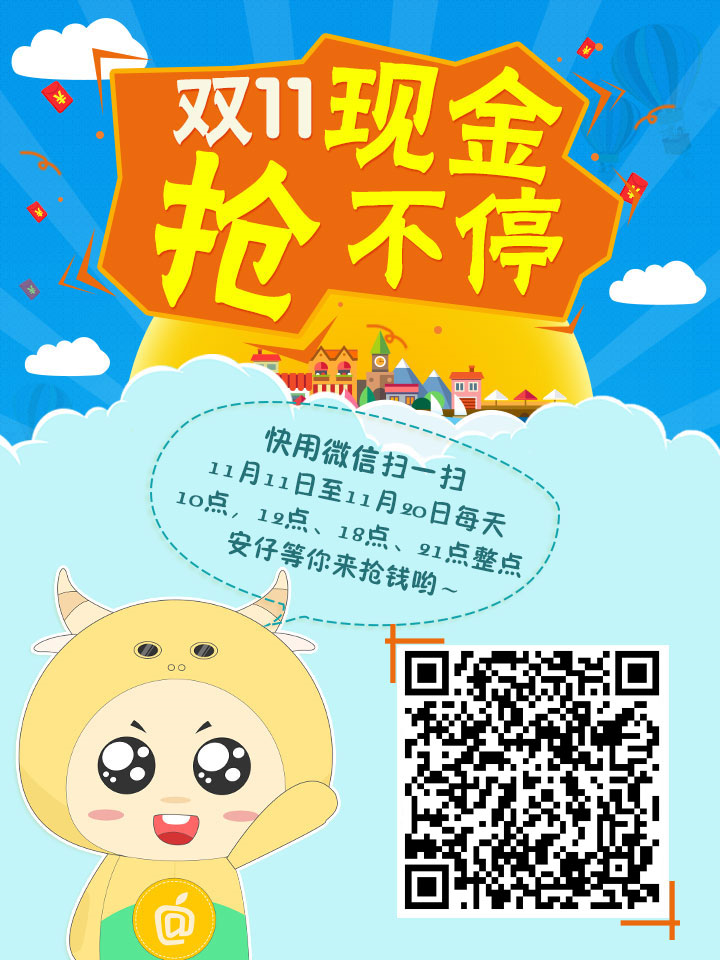 双11现金
抢不停
快用微信扫一扫
11月11日至11月20日每天
10点，12点、18点、21点整点
安仔等你来抢钱哟~